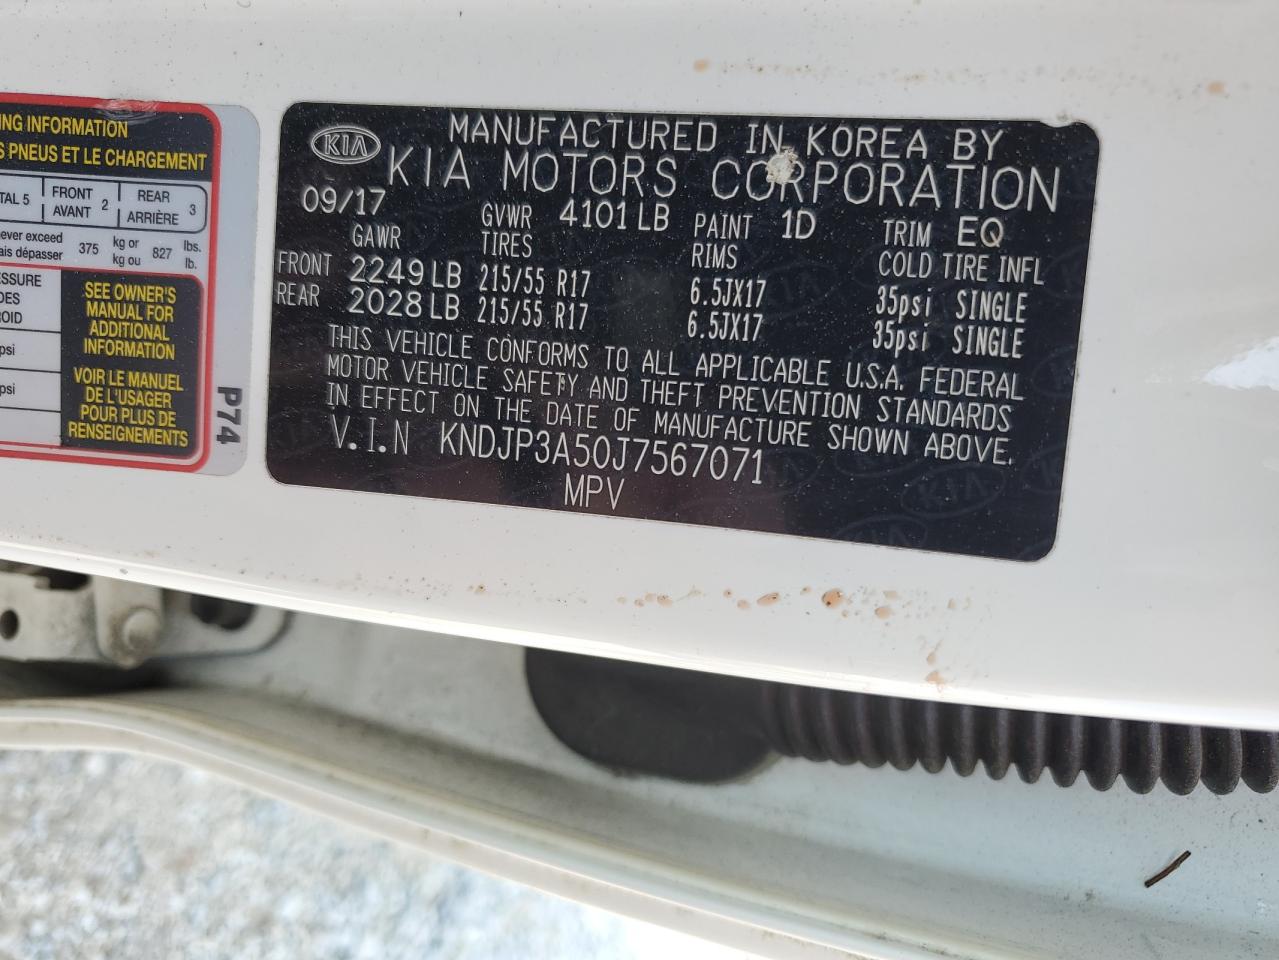 NG INFORMATION
S PNEUS ET LE CHARGEMENT
TAL 5 FRONT AVANT 2 REAR ARRIÈRE 3
never exceed 375 kg or 827 lbs.
ais dépasser kg ou lb.
SEE OWNER'S
MANUAL FOR
ADDITIONAL
INFORMATION
VOIR LE MANUEL
DE L'USAGER
POUR PLUS DE
RENSEIGNEMENTS
psi
psi
P74
KIA
MANUFACTURED IN KOREA BY
KIA MOTORS CORPORATION
09/17 GVWR 4101 LB PAINT 1D TRIM EQ
GAWR TIRES RIMS COLD TIRE INFL
FRONT 2249 LB 215/55 R17 6.5JX17 35psi SINGLE
REAR 2028 LB 215/55 R17 6.5JX17 35psi SINGLE
THIS VEHICLE CONFORMS TO ALL APPLICABLE U.S.A. FEDERAL
MOTOR VEHICLE SAFETY AND THEFT PREVENTION STANDARDS
IN EFFECT ON THE DATE OF MANUFACTURE SHOWN ABOVE.
V.I.N KNDJP3A50J7567071
MPV